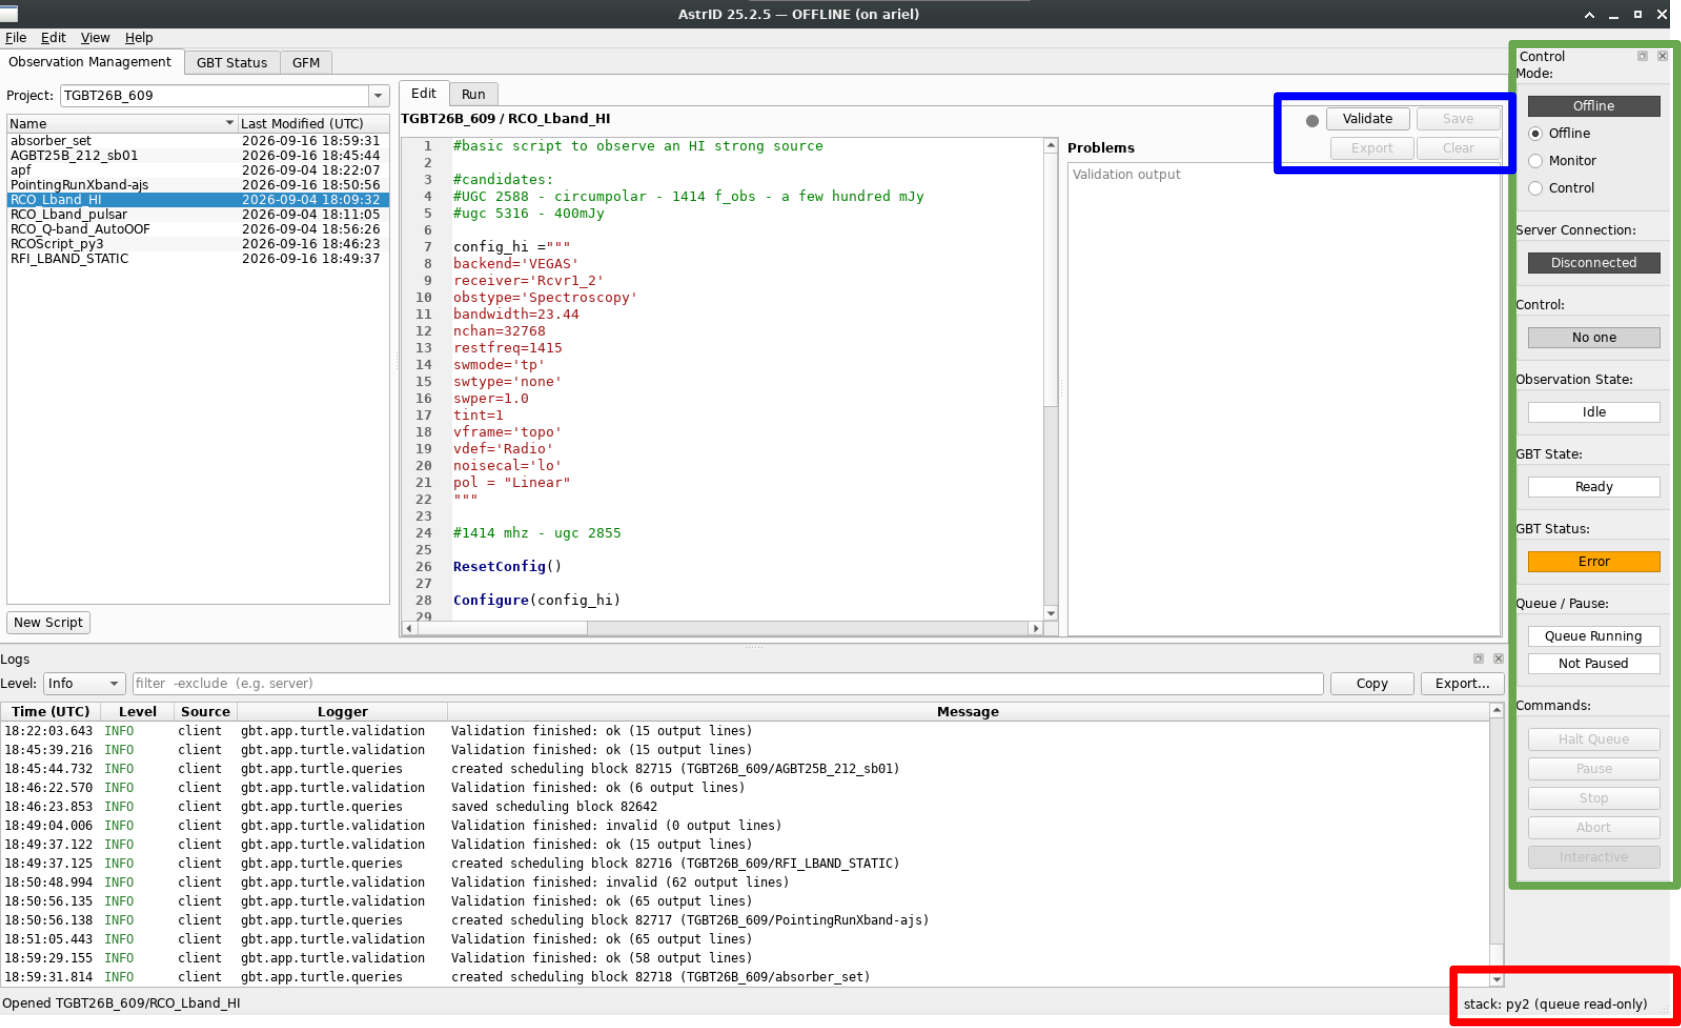 AstrID 25.2.5 — OFFLINE (on ariel)
File Edit View Help
Observation Management GBT Status GFM
Project: TGBT26B_609
Name Last Modified (UTC)
absorber_set 2026-09-16 18:59:31
AGBT25B_212_sb01 2026-09-16 18:45:44
apf 2026-09-04 18:22:07
PointingRunXband-ajs 2026-09-16 18:50:56
RCO_Lband_HI 2026-09-04 18:09:32
RCO_Lband_pulsar 2026-09-04 18:11:05
RCO_Q-band_AutoOOF 2026-09-04 18:56:26
RCOScript_py3 2026-09-16 18:46:23
RFI_LBAND_STATIC 2026-09-16 18:49:37
New Script
Edit Run
TGBT26B_609 / RCO_Lband_HI
1 #basic script to observe an HI strong source
2
3 #candidates:
4 #UGC 2588 - circumpolar - 1414 f_obs - a few hundred mJy
5 #ugc 5316 - 400mJy
6
7 config_hi ="""
8 backend='VEGAS'
9 receiver='Rcvr1_2'
10 obstype='Spectroscopy'
11 bandwidth=23.44
12 nchan=32768
13 restfreq=1415
14 swmode='tp'
15 swtype='none'
16 swper=1.0
17 tint=1
18 vframe='topo'
19 vdef='Radio'
20 noisecal='lo'
21 pol = "Linear"
22 """
23
24 #1414 mhz - ugc 2855
25
26 ResetConfig()
27
28 Configure(config_hi)
29
Validate Save
Export Clear
Problems
Validation output
Control
Mode:
Offline
Offline
Monitor
Control
Server Connection:
Disconnected
Control:
No one
Observation State:
Idle
GBT State:
Ready
GBT Status:
Error
Queue / Pause:
Queue Running
Not Paused
Commands:
Halt Queue
Pause
Stop
Abort
Interactive
Logs
Level: Info filter -exclude (e.g. server) Copy Export...
Time (UTC) Level Source Logger Message
18:22:03.643 INFO client gbt.app.turtle.validation Validation finished: ok (15 output lines)
18:45:39.216 INFO client gbt.app.turtle.validation Validation finished: ok (15 output lines)
18:45:44.732 INFO client gbt.app.turtle.queries created scheduling block 82715 (TGBT26B_609/AGBT25B_212_sb01)
18:46:22.570 INFO client gbt.app.turtle.validation Validation finished: ok (6 output lines)
18:46:23.853 INFO client gbt.app.turtle.queries saved scheduling block 82642
18:49:04.006 INFO client gbt.app.turtle.validation Validation finished: invalid (0 output lines)
18:49:37.122 INFO client gbt.app.turtle.validation Validation finished: ok (15 output lines)
18:49:37.125 INFO client gbt.app.turtle.queries created scheduling block 82716 (TGBT26B_609/RFI_LBAND_STATIC)
18:50:48.994 INFO client gbt.app.turtle.validation Validation finished: invalid (62 output lines)
18:50:56.135 INFO client gbt.app.turtle.validation Validation finished: ok (65 output lines)
18:50:56.138 INFO client gbt.app.turtle.queries created scheduling block 82717 (TGBT26B_609/PointingRunXband-ajs)
18:51:05.443 INFO client gbt.app.turtle.validation Validation finished: ok (65 output lines)
18:59:29.155 INFO client gbt.app.turtle.validation Validation finished: ok (58 output lines)
18:59:31.814 INFO client gbt.app.turtle.queries created scheduling block 82718 (TGBT26B_609/absorber_set)
Opened TGBT26B_609/RCO_Lband_HI
stack: py2 (queue read-only)